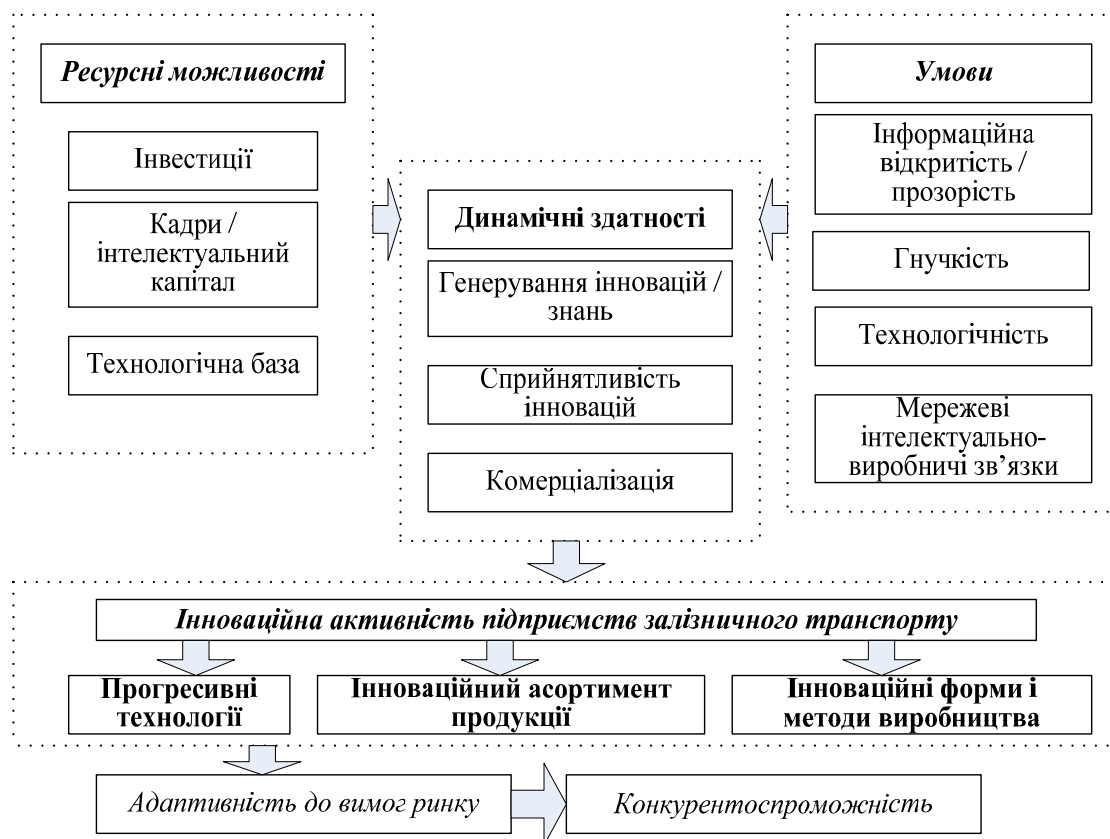 Ресурсні можливості
Інвестиції
Кадри /
інтелектуальний
капітал
Технологічна база
Динамічні здатності
Генерування інновацій /
знань
Сприйнятливість
інновацій
Комерціалізація
Умови
Інформаційна
відкритість /
прозорість
Гнучкість
Технологічність
Мережеві
інтелектуально-
виробничі зв’язки
Інноваційна активність підприємств залізничного транспорту
Прогресивні
технології
Інноваційний асортимент
продукції
Інноваційні форми і
методи виробництва
Адаптивність до вимог ринку
Конкурентоспроможність